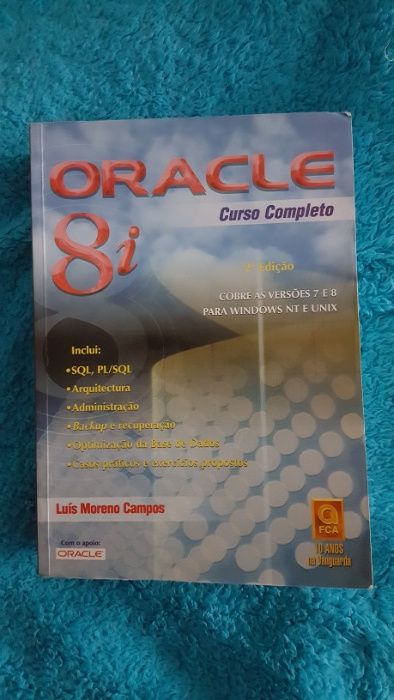 ORACLE
Curso Completo
8i
2ª Edição
COBRE AS VERSÕES 7 E 8
PARA WINDOWS NT E UNIX
Inclui:
•SQL, PL/SQL
•Arquitectura
•Administração
•Backup e recuperação
•Optimização da Base de Dados
•Casos práticos e exercícios propostos
Luís Moreno Campos
FCA
10 ANOS
na Vanguarda
Com o apoio:
ORACLE